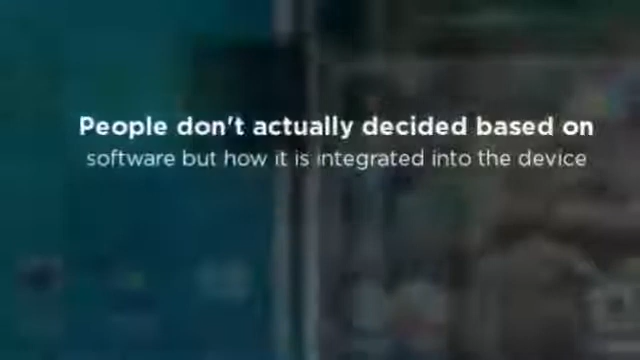 People don't actually decided based on
software but how it is integrated into the device